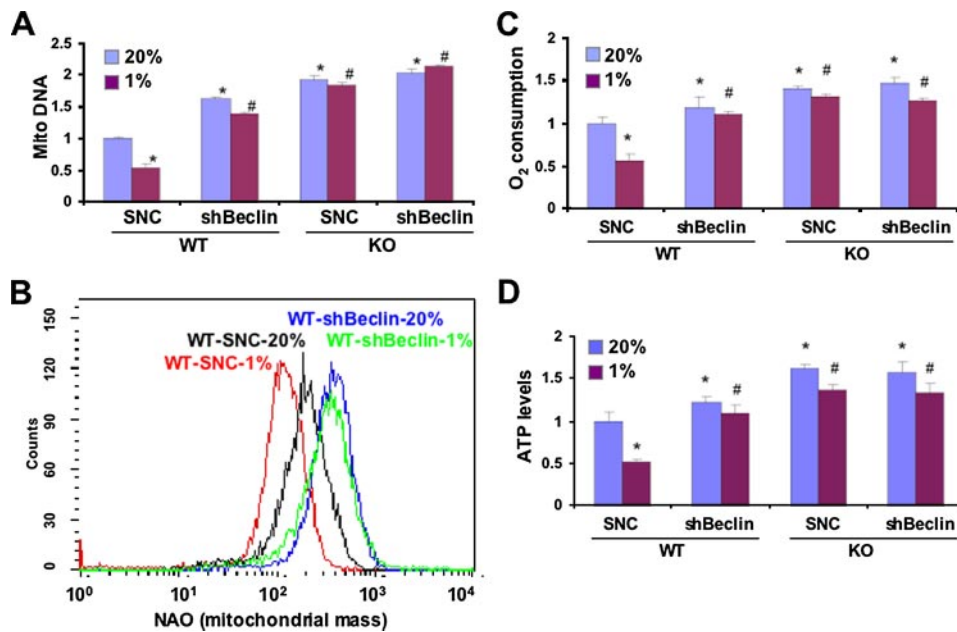 A
2.5
2
1.5
1
0.5
0
Mito DNA
20%
1%
*
*
#
*
#
*
#
SNC
shBeclin
SNC
shBeclin
WT
KO
B
150
120
90
60
30
0
Counts
WT-shBeclin-20%
WT-SNC-20%
WT-shBeclin-1%
WT-SNC-1%
10⁰
10¹
10²
10³
10⁴
NAO (mitochondrial mass)
C
2
1.5
1
0.5
0
O₂ consumption
20%
1%
*
*
#
*
#
*
#
SNC
shBeclin
SNC
shBeclin
WT
KO
D
2
1.5
1
0.5
0
ATP levels
20%
1%
*
*
#
*
#
*
#
SNC
shBeclin
SNC
shBeclin
WT
KO